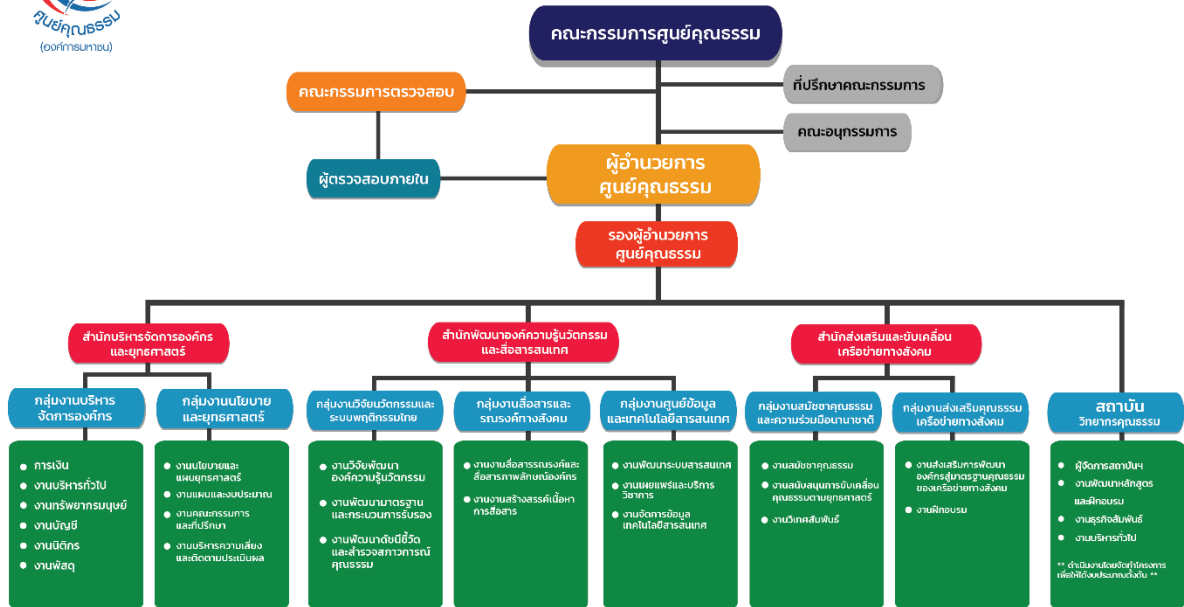 ศูนย์คุณธรรม
(องค์การมหาชน)
คณะกรรมการศูนย์คุณธรรม
คณะกรรมการตรวจสอบ
ที่ปรึกษาคณะกรรมการ
คณะอนุกรรมการ
ผู้ตรวจสอบภายใน
ผู้อำนวยการ
ศูนย์คุณธรรม
รองผู้อำนวยการ
ศูนย์คุณธรรม
สำนักบริหารจัดการองค์กร
และยุทธศาสตร์
สำนักพัฒนาองค์ความรู้นวัตกรรม
และสื่อสารสนเทศ
สำนักส่งเสริมและขับเคลื่อน
เครือข่ายทางสังคม
กลุ่มงานบริหาร
จัดการองค์กร
กลุ่มงานนโยบาย
และยุทธศาสตร์
กลุ่มงานวิจัยนวัตกรรมและ
ระบบพฤติกรรมไทย
กลุ่มงานสื่อสารและ
รณรงค์ทางสังคม
กลุ่มงานศูนย์ข้อมูล
และเทคโนโลยีสารสนเทศ
กลุ่มงานสมัชชาคุณธรรม
และความร่วมมือนานาชาติ
กลุ่มงานส่งเสริมคุณธรรม
เครือข่ายทางสังคม
สถาบัน
วิทยากรคุณธรรม
• การเงิน
• งานบริหารทั่วไป
• งานทรัพยากรมนุษย์
• งานบัญชี
• งานนิติกร
• งานพัสดุ
• งานนโยบายและ
แผนยุทธศาสตร์
• งานแผนและงบประมาณ
• งานคณะกรรมการ
และที่ปรึกษา
• งานบริหารความเสี่ยง
และติดตามประเมินผล
• งานวิจัยพัฒนา
องค์ความรู้นวัตกรรม
• งานพัฒนามาตรฐาน
และกระบวนการรับรอง
• งานพัฒนาดัชนีชี้วัด
และสำรวจสภาวการณ์
คุณธรรม
• งานงานสื่อสารรณรงค์และ
สื่อสารภาพลักษณ์องค์กร
• งานงานสร้างสรรค์เนื้อหา
การสื่อสาร
• งานพัฒนาระบบสารสนเทศ
• งานเผยแพร่และบริการ
วิชาการ
• งานจัดการข้อมูล
เทคโนโลยีสารสนเทศ
• งานสมัชชาคุณธรรม
• งานสนับสนุนการขับเคลื่อน
คุณธรรมตามยุทธศาสตร์
• งานวิเทศสัมพันธ์
• งานส่งเสริมการพัฒนา
องค์กรสู่มาตรฐานคุณธรรม
ของเครือข่ายทางสังคม
• งานฝึกอบรม
• ผู้จัดการสถาบันฯ
• งานพัฒนาหลักสูตร
และฝึกอบรม
• งานธุรกิจสัมพันธ์
• งานบริหารทั่วไป
** ดำเนินงานโดยจัดทำโครงการ
เพื่อให้ได้งบประมาณตั้งต้น **